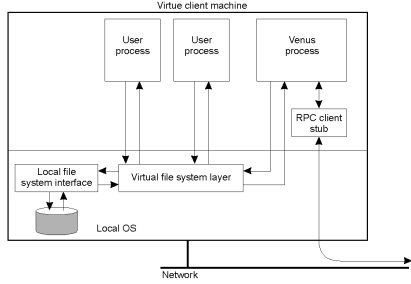 Virtue client machine
User
process
User
process
Venus
process
RPC client
stub
Local file
system interface
Virtual file system layer
Local OS
Network